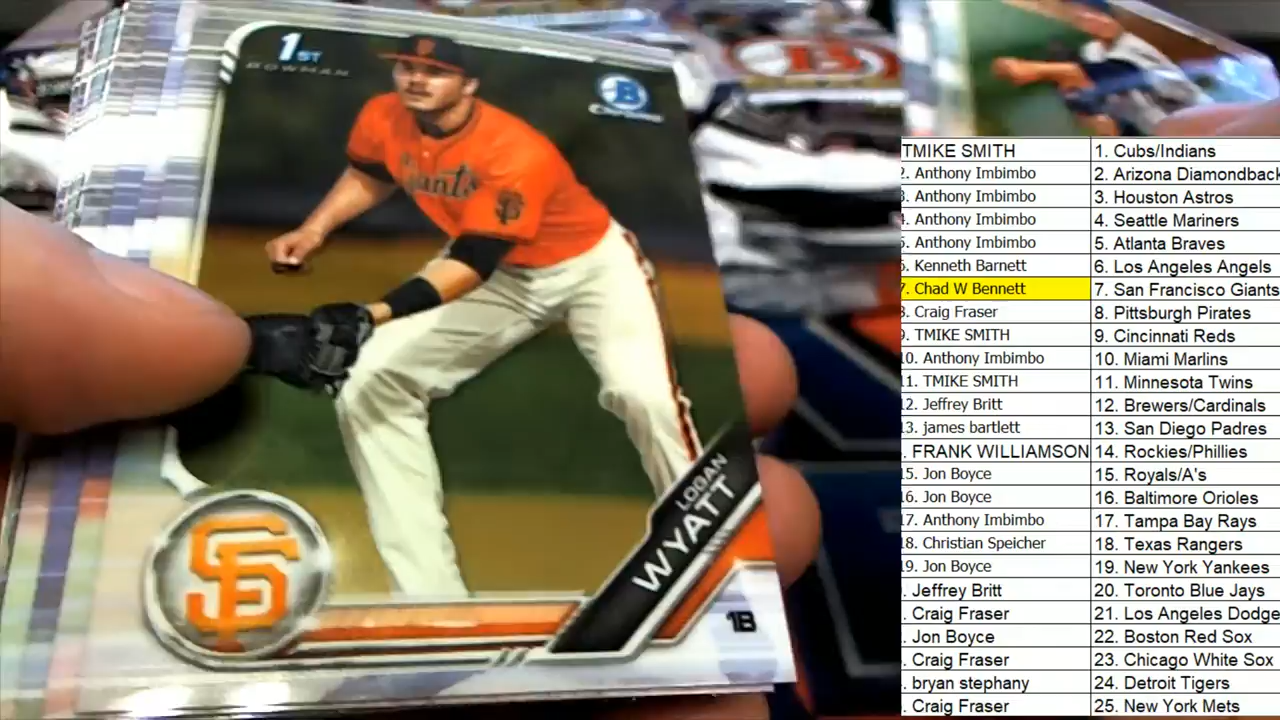 1ST
BOWMAN
B
Chrome
Giants
SF
SF
LOGAN
WYATT
1B
13
TMIKE SMITH 1. Cubs/Indians
2. Anthony Imbimbo 2. Arizona Diamondback
3. Anthony Imbimbo 3. Houston Astros
4. Anthony Imbimbo 4. Seattle Mariners
5. Anthony Imbimbo 5. Atlanta Braves
6. Kenneth Barnett 6. Los Angeles Angels
7. Chad W Bennett 7. San Francisco Giants
8. Craig Fraser 8. Pittsburgh Pirates
9. TMIKE SMITH 9. Cincinnati Reds
10. Anthony Imbimbo 10. Miami Marlins
11. TMIKE SMITH 11. Minnesota Twins
12. Jeffrey Britt 12. Brewers/Cardinals
13. james bartlett 13. San Diego Padres
. FRANK WILLIAMSON 14. Rockies/Phillies
15. Jon Boyce 15. Royals/A's
16. Jon Boyce 16. Baltimore Orioles
17. Anthony Imbimbo 17. Tampa Bay Rays
18. Christian Speicher 18. Texas Rangers
19. Jon Boyce 19. New York Yankees
. Jeffrey Britt 20. Toronto Blue Jays
. Craig Fraser 21. Los Angeles Dodge
. Jon Boyce 22. Boston Red Sox
. Craig Fraser 23. Chicago White Sox
. bryan stephany 24. Detroit Tigers
. Craig Fraser 25. New York Mets